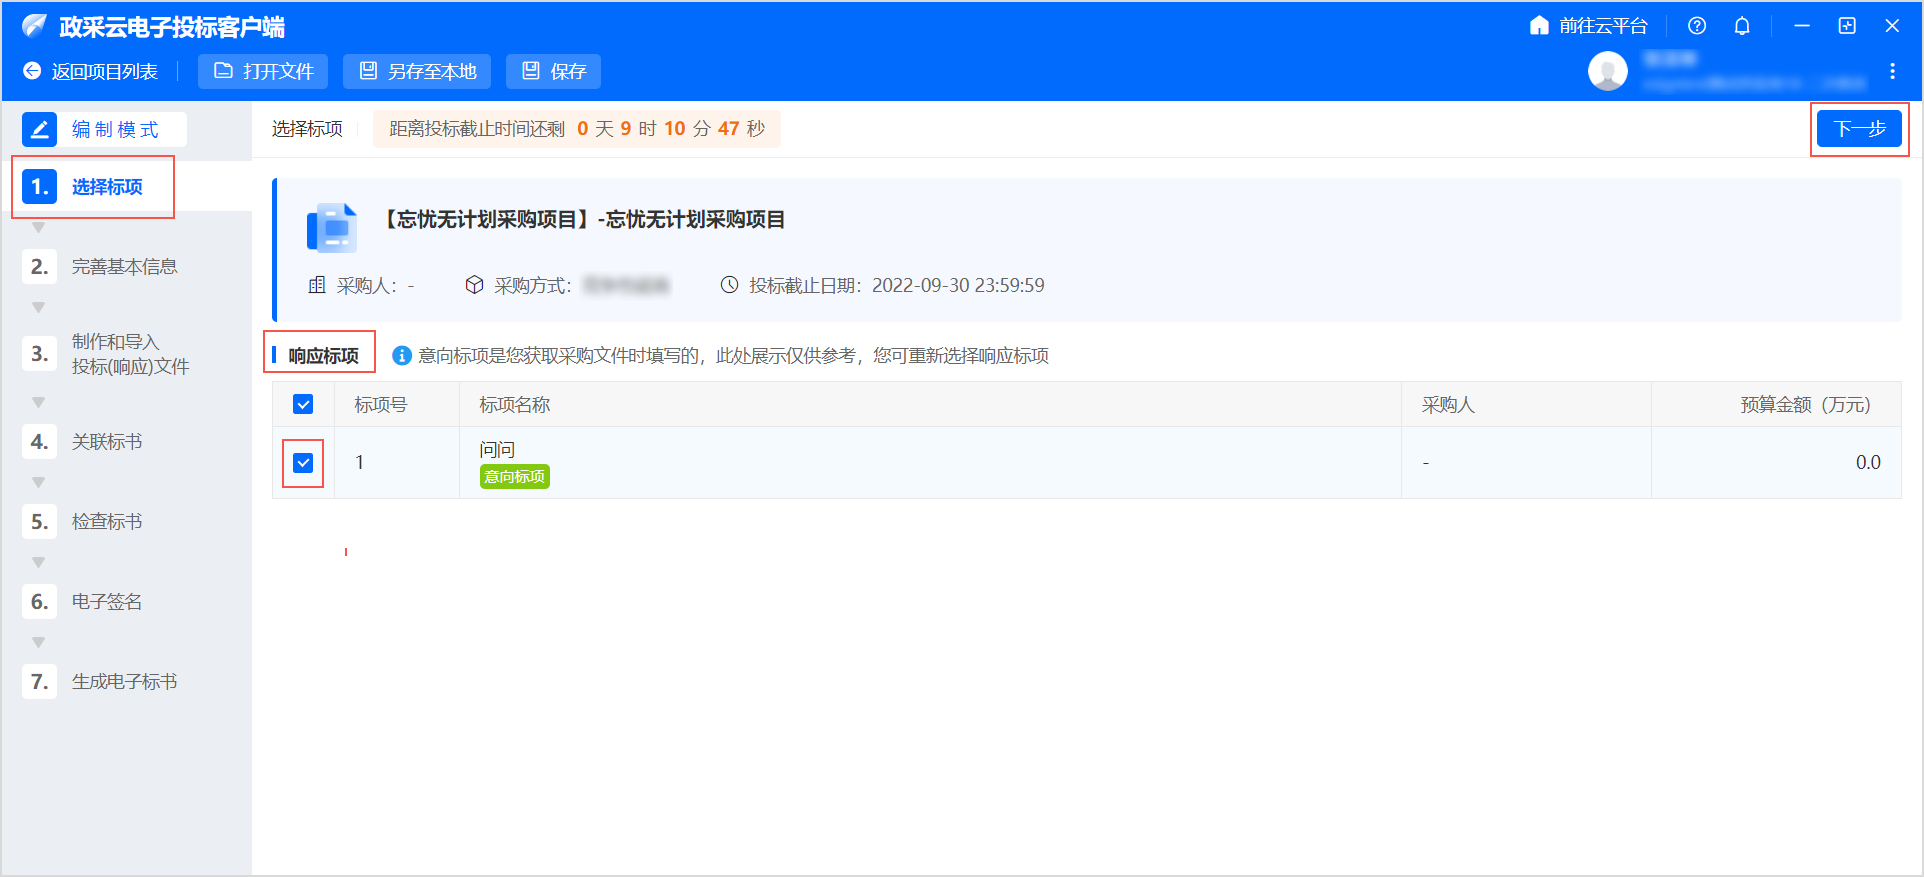 政采云电子投标客户端
前往云平台
返回项目列表
打开文件
另存至本地
保存
编制模式
选择标项
距离投标截止时间还剩 0 天 9 时 10 分 47 秒
下一步
1. 选择标项
2. 完善基本信息
3. 制作和导入
投标(响应)文件
4. 关联标书
5. 检查标书
6. 电子签名
7. 生成电子标书
【忘忧无计划采购项目】-忘忧无计划采购项目
采购人：-
采购方式：
投标截止日期：2022-09-30 23:59:59
响应标项
意向标项是您获取采购文件时填写的，此处展示仅供参考，您可重新选择响应标项
标项号 标项名称 采购人 预算金额（万元）
1 问问 - 0.0
意向标项